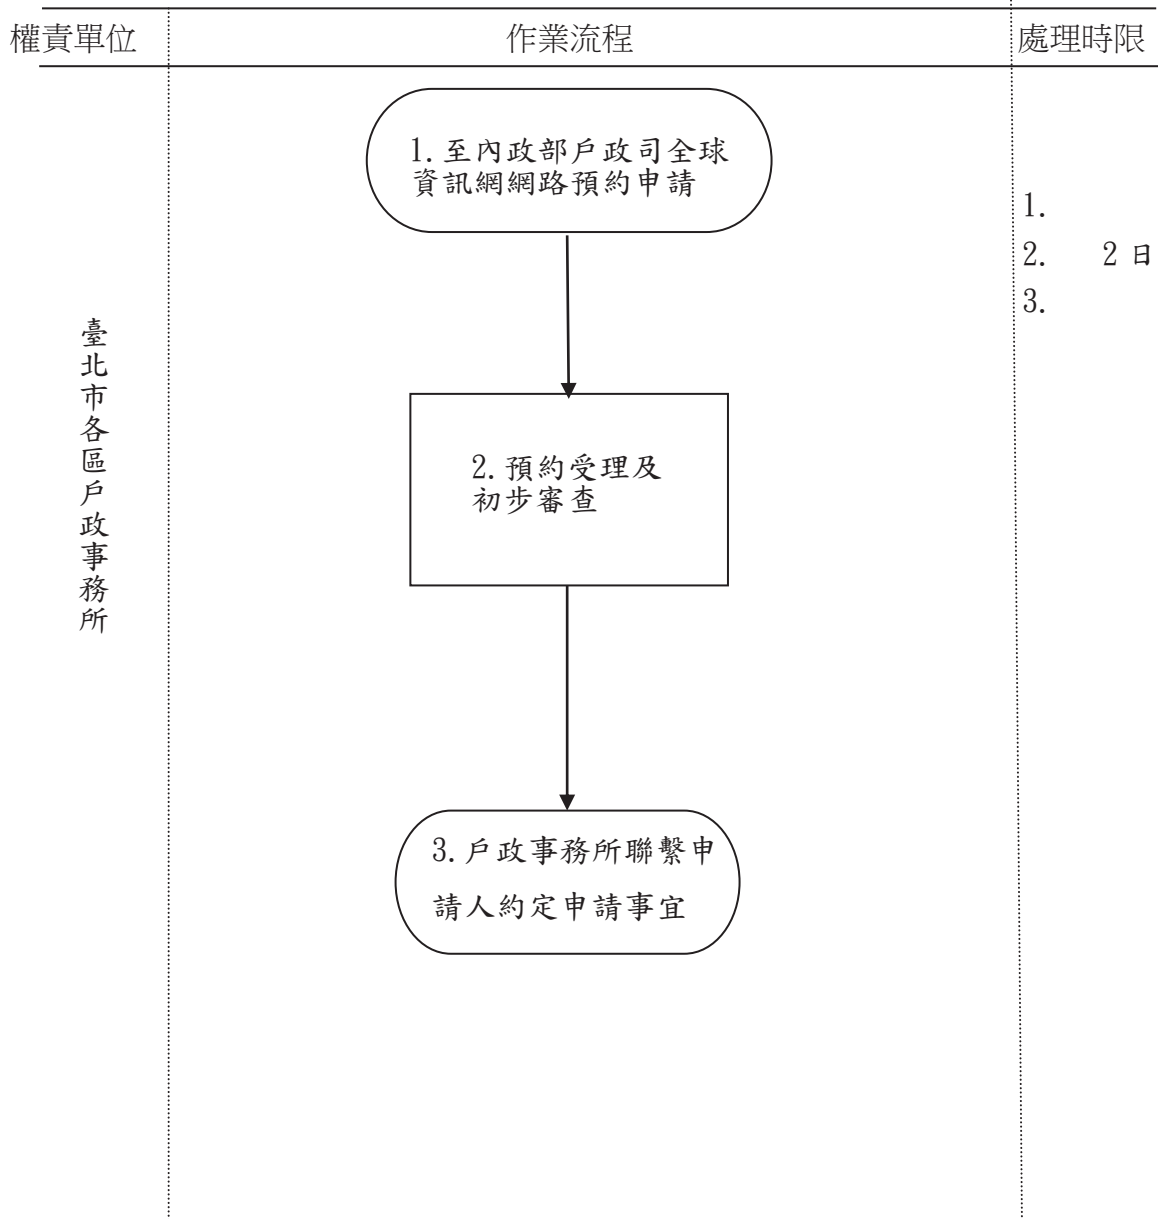 權責單位 作業流程 處理時限
1.至內政部戶政司全球
資訊網網路預約申請
1.
2. 2日
3.
臺北市各區戶政事務所
2.預約受理及
初步審查
3.戶政事務所聯繫申
請人約定申請事宜